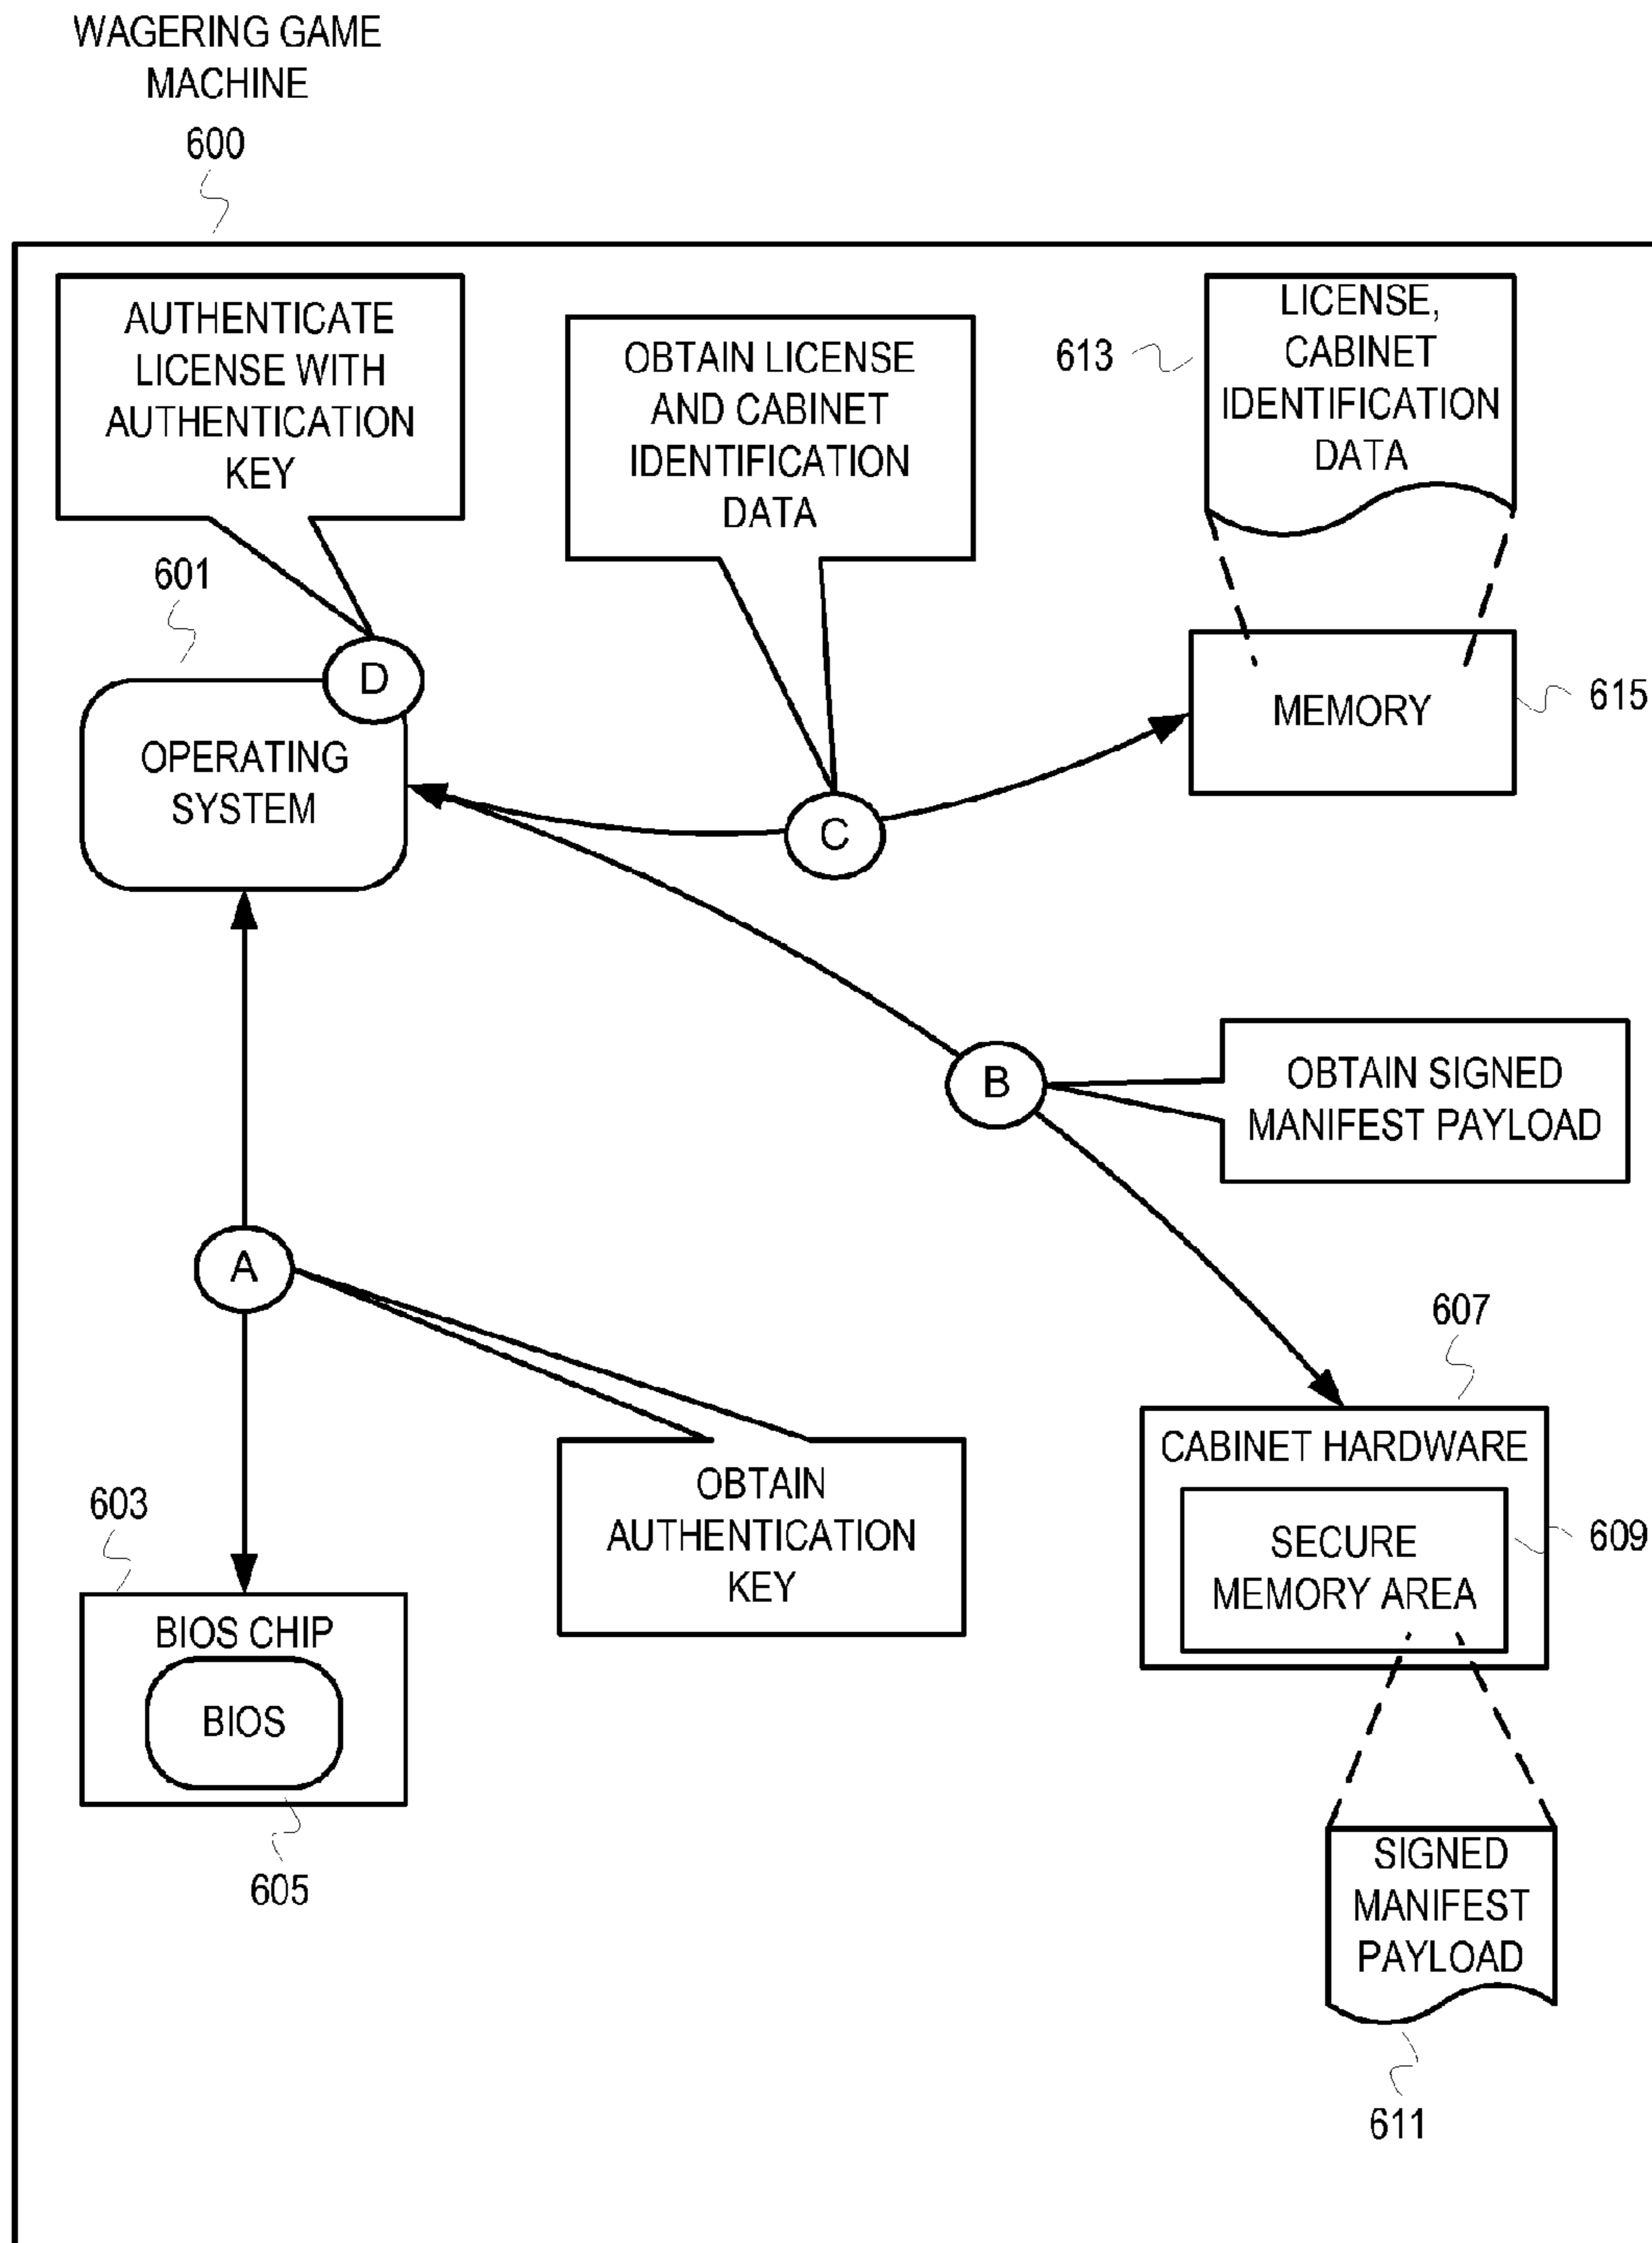 WAGERING GAME
MACHINE
600
AUTHENTICATE
LICENSE WITH
AUTHENTICATION
KEY
OBTAIN LICENSE
AND CABINET
IDENTIFICATION
DATA
613
LICENSE,
CABINET
IDENTIFICATION
DATA
601
D
OPERATING
SYSTEM
C
MEMORY
615
B
OBTAIN SIGNED
MANIFEST PAYLOAD
A
OBTAIN
AUTHENTICATION
KEY
607
CABINET HARDWARE
SECURE
MEMORY AREA
609
603
BIOS CHIP
BIOS
605
SIGNED
MANIFEST
PAYLOAD
611